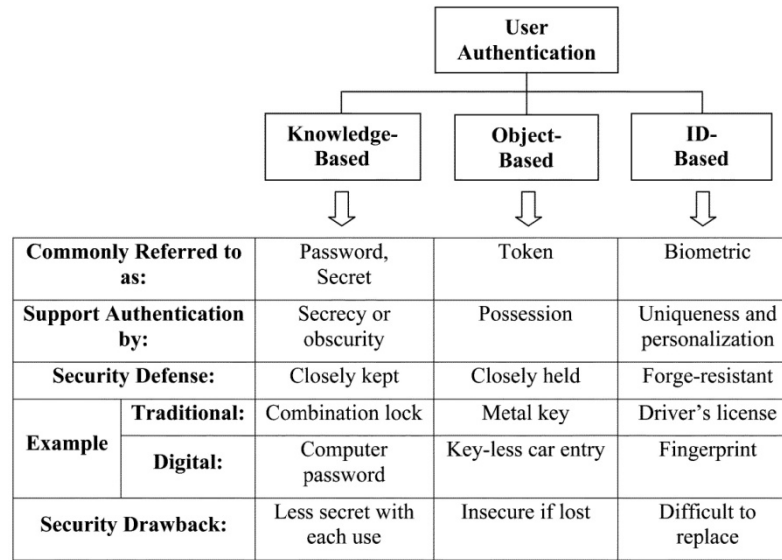 User
Authentication
Knowledge-
Based
Object-
Based
ID-
Based
Commonly Referred to
as:
Password,
Secret
Token
Biometric
Support Authentication
by:
Secrecy or
obscurity
Possession
Uniqueness and
personalization
Security Defense:
Closely kept
Closely held
Forge-resistant
Example
Traditional:
Combination lock
Metal key
Driver's license
Digital:
Computer
password
Key-less car entry
Fingerprint
Security Drawback:
Less secret with
each use
Insecure if lost
Difficult to
replace